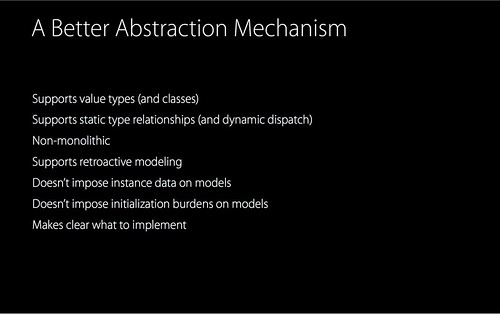 A Better Abstraction Mechanism
Supports value types (and classes)
Supports static type relationships (and dynamic dispatch)
Non-monolithic
Supports retroactive modeling
Doesn’t impose instance data on models
Doesn’t impose initialization burdens on models
Makes clear what to implement